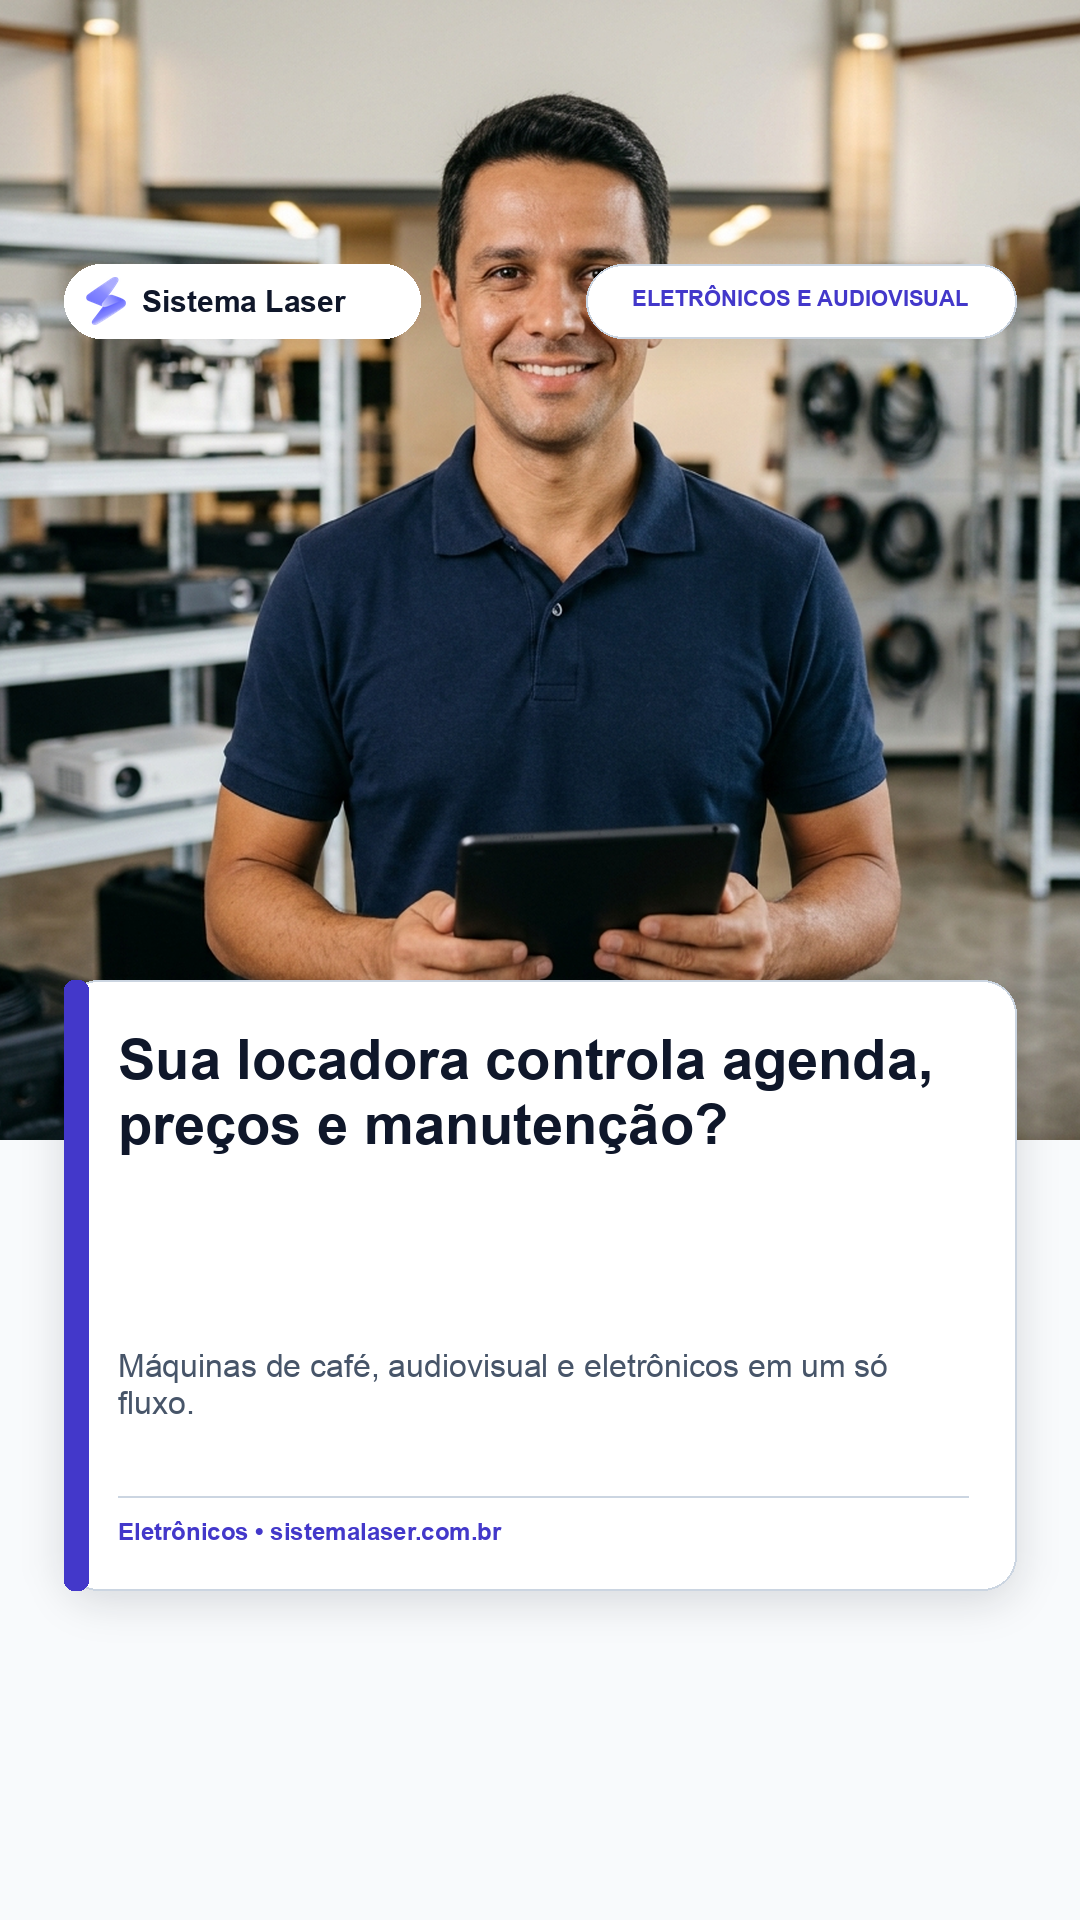 Sistema Laser
ELETRÔNICOS E AUDIOVISUAL
Sua locadora controla agenda,
preços e manutenção?
Máquinas de café, audiovisual e eletrônicos em um só
fluxo.
Eletrônicos • sistemalaser.com.br